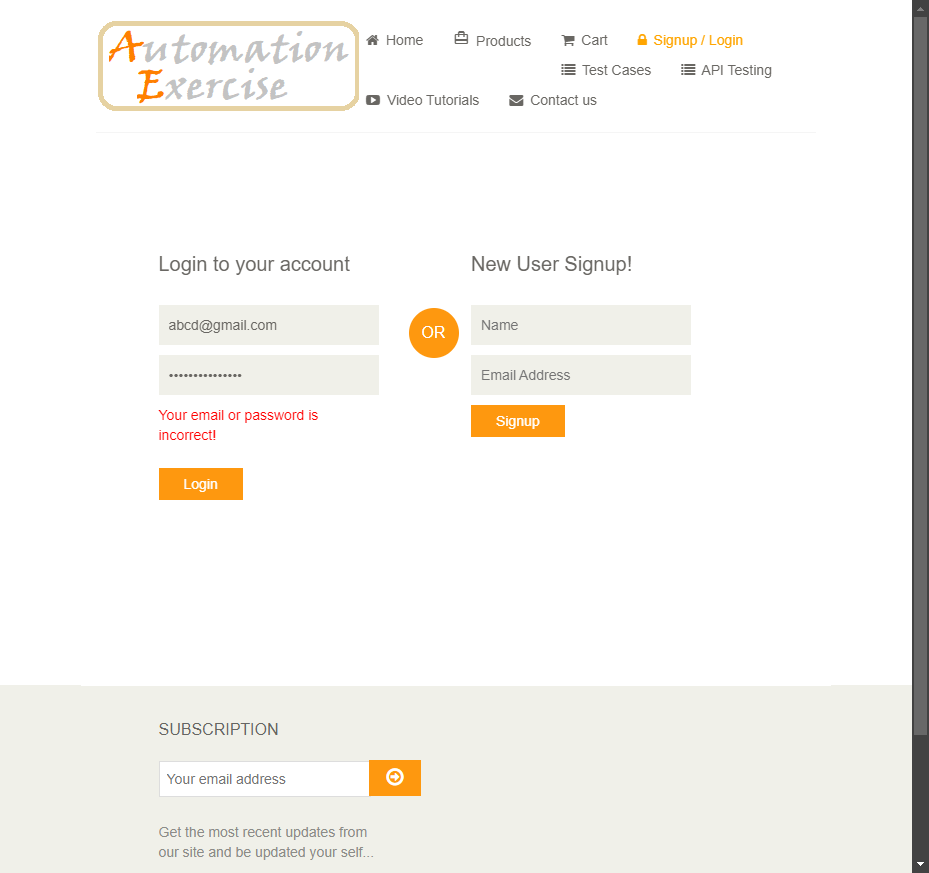 Automation
Exercise
Home Products Cart Signup / Login
Test Cases API Testing
Video Tutorials Contact us
Login to your account
abcd@gmail.com
•••••••••••••••
Your email or password is
incorrect!
Login
OR
New User Signup!
Name
Email Address
Signup
SUBSCRIPTION
Your email address
Get the most recent updates from
our site and be updated your self...